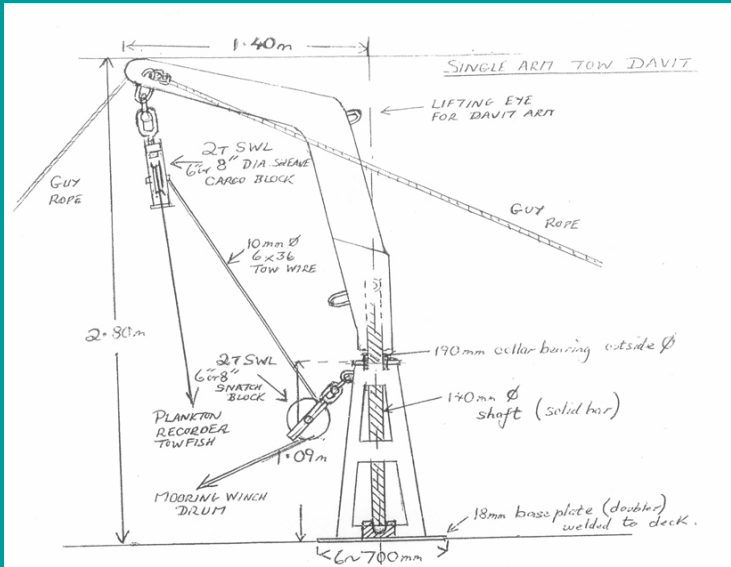 1.40m
SINGLE ARM TOW DAVIT
LIFTING EYE
FOR DAVIT ARM
2T SWL
6" or 8" DIA. SHEAVE
CARGO BLOCK
GUY
ROPE
GUY
ROPE
10mm Ø
6 x 36
TOW WIRE
2.80m
190mm collar bearing outside Ø
2T SWL
6" or 8"
SNATCH
BLOCK
140mm Ø
shaft (solid bar)
PLANKTON
RECORDER
TOWFISH
1.09m
MOORING WINCH
DRUM
18mm base plate (doubler)
welded to deck.
6~700mm